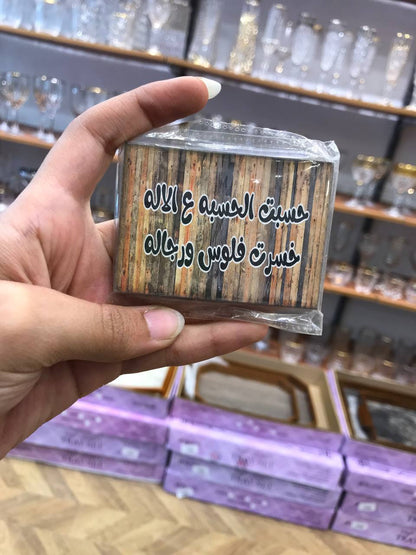 حسبت الحسبه ع الاله
خسرت فلوس ورجاله